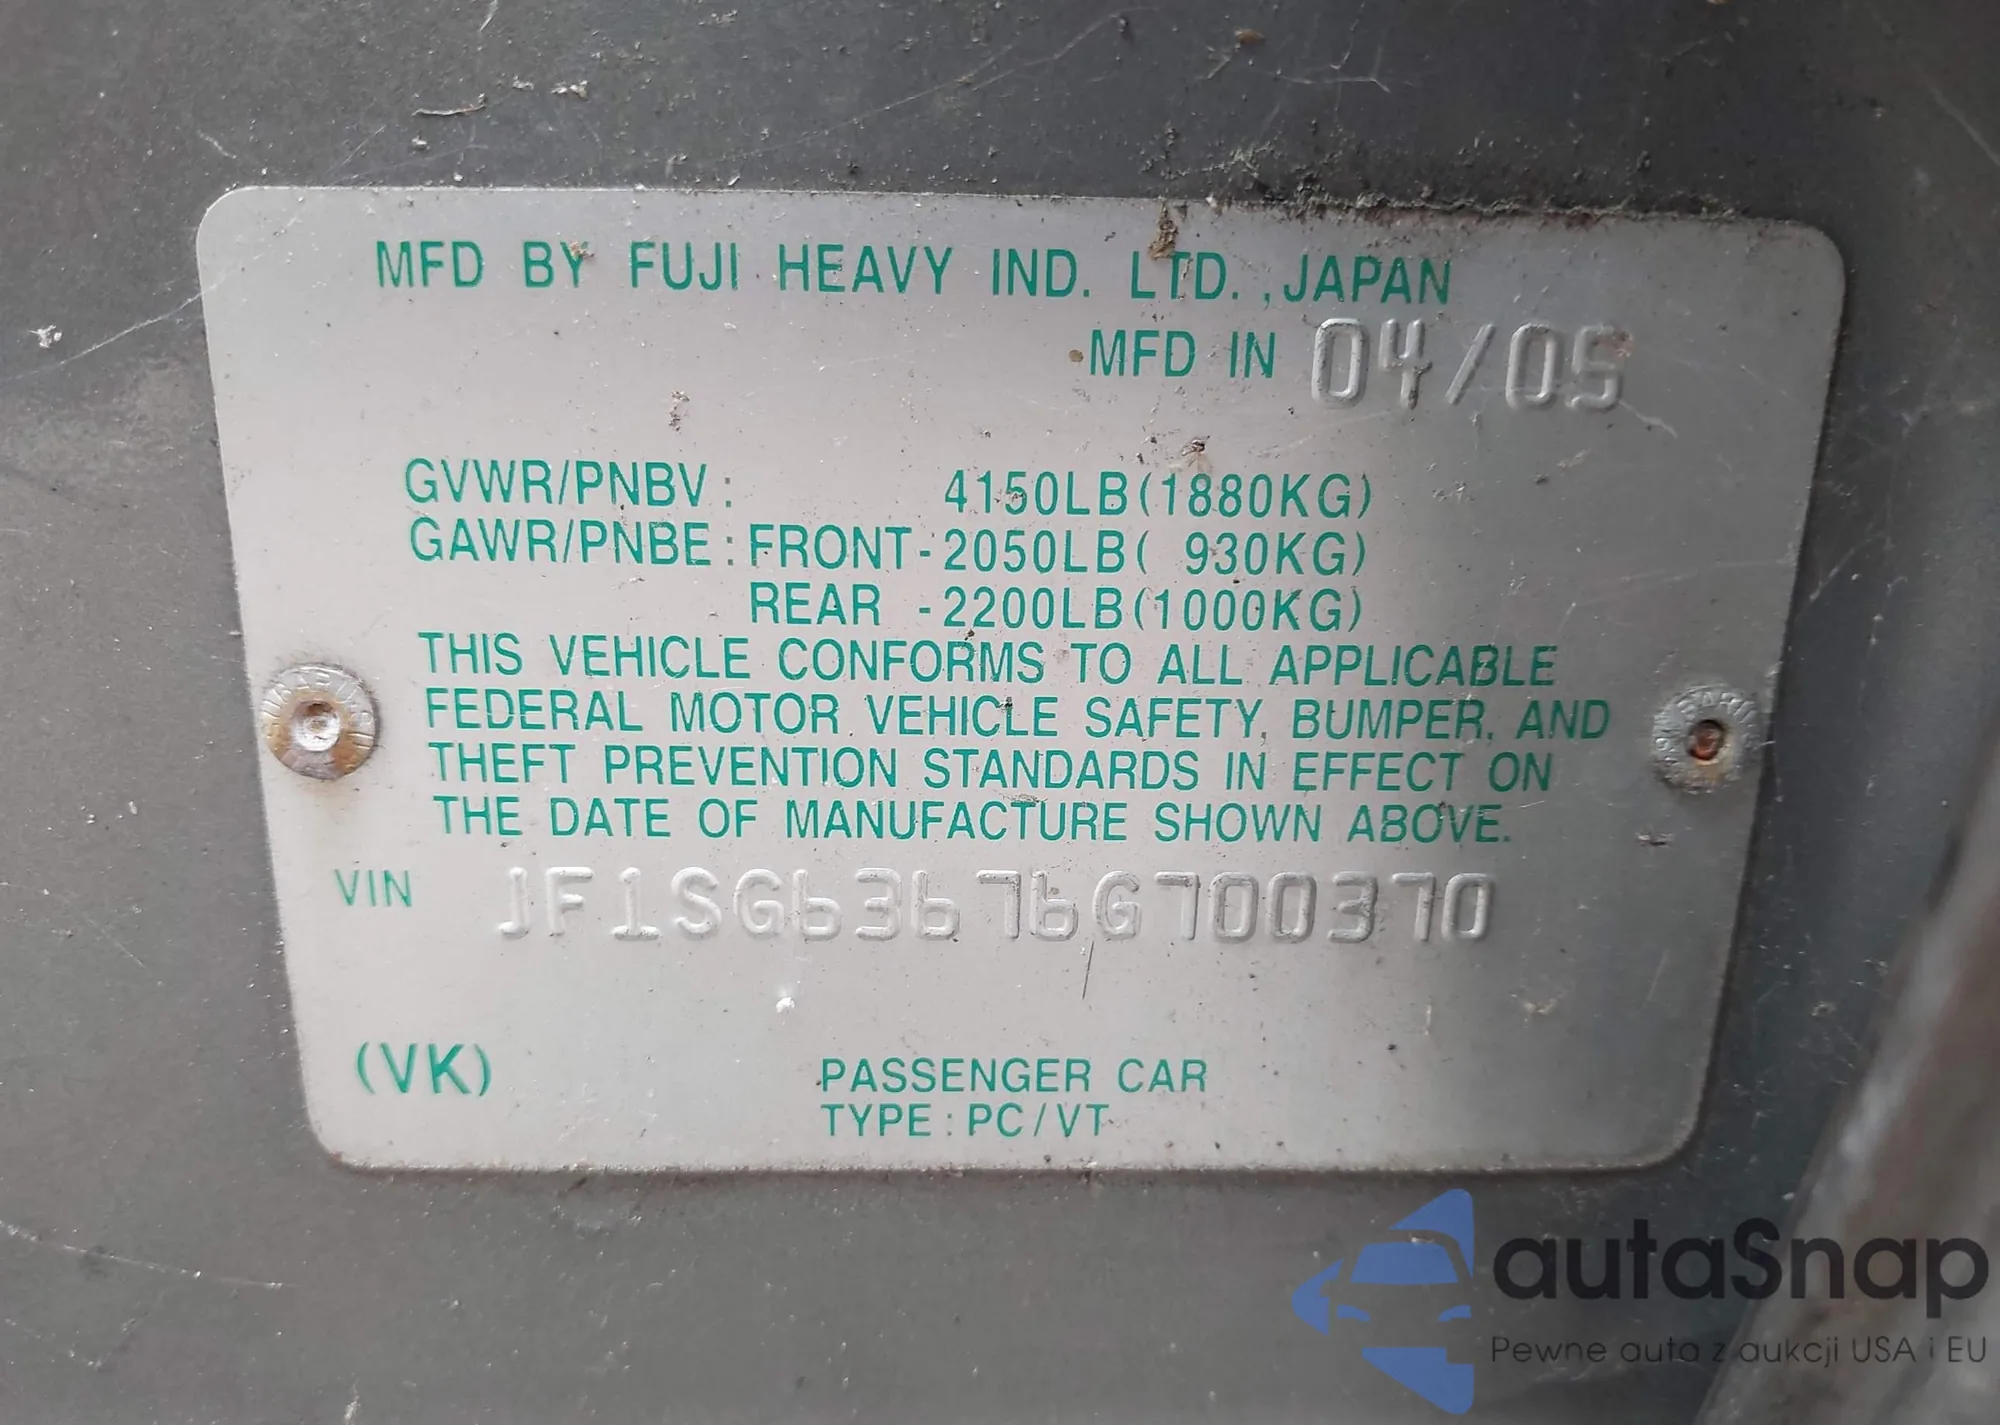 MFD BY FUJI HEAVY IND. LTD.,JAPAN
MFD IN 04/05
GVWR/PNBV: 4150LB(1880KG)
GAWR/PNBE:FRONT-2050LB( 930KG)
REAR -2200LB(1000KG)
THIS VEHICLE CONFORMS TO ALL APPLICABLE
FEDERAL MOTOR VEHICLE SAFETY, BUMPER, AND
THEFT PREVENTION STANDARDS IN EFFECT ON
THE DATE OF MANUFACTURE SHOWN ABOVE.
VIN JF1SG63676G700370
(VK) PASSENGER CAR
TYPE:PC/VT
autaSnap
Pewne auta z aukcji USA i EU